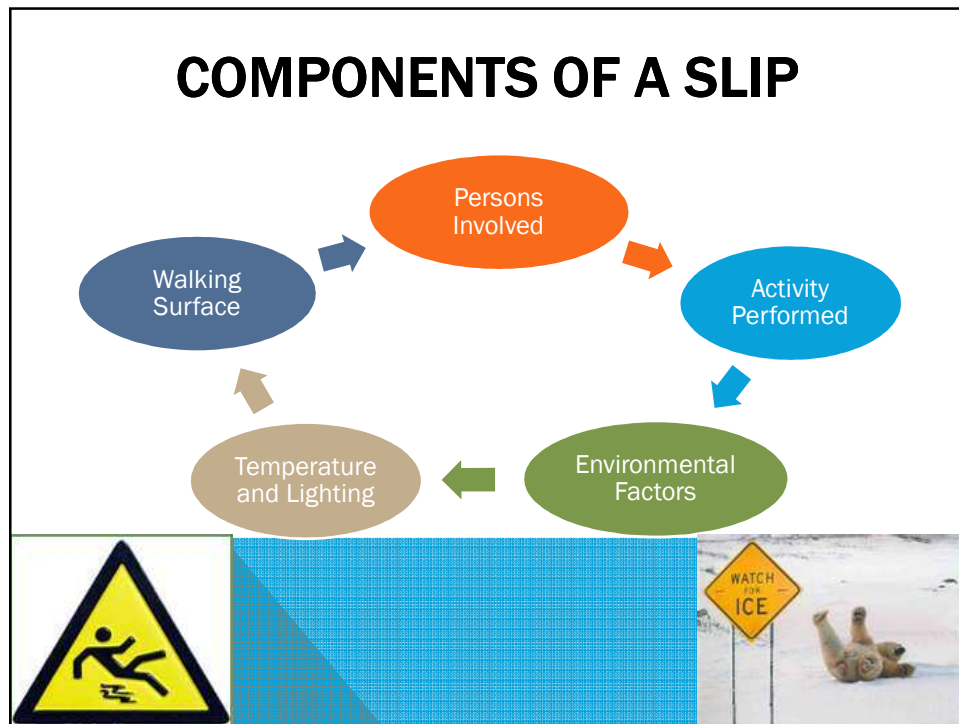 COMPONENTS OF A SLIP
Persons
Involved
Activity
Performed
Environmental
Factors
Temperature
and Lighting
Walking
Surface
WATCH
FOR
ICE